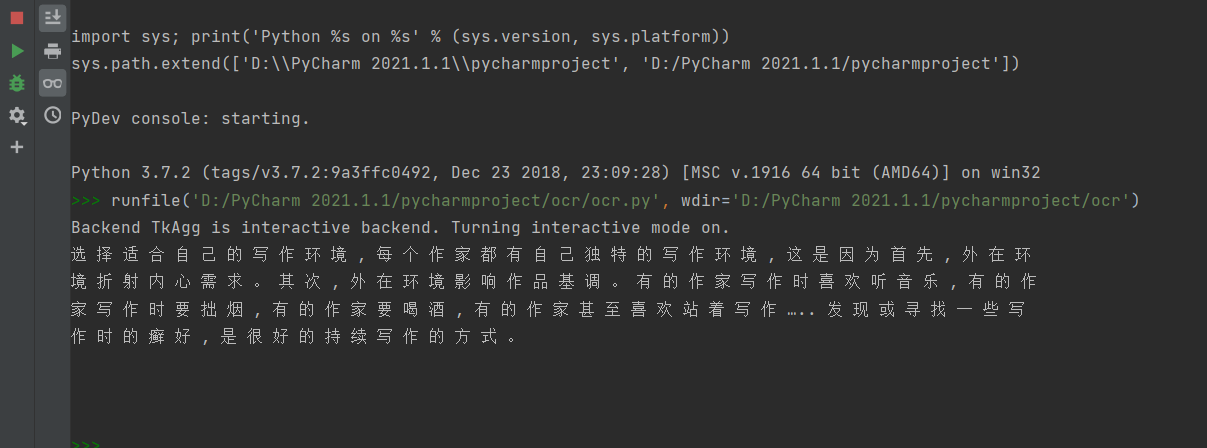 import sys; print('Python %s on %s' % (sys.version, sys.platform))
sys.path.extend(['D:\\PyCharm 2021.1.1\\pycharmproject', 'D:/PyCharm 2021.1.1/pycharmproject'])
PyDev console: starting.
Python 3.7.2 (tags/v3.7.2:9a3ffc0492, Dec 23 2018, 23:09:28) [MSC v.1916 64 bit (AMD64)] on win32
>>> runfile('D:/PyCharm 2021.1.1/pycharmproject/ocr/ocr.py', wdir='D:/PyCharm 2021.1.1/pycharmproject/ocr')
Backend TkAgg is interactive backend. Turning interactive mode on.
选 择 适 合 自 己 的 写 作 环 境 , 每 个 作 家 都 有 自 己 独 特 的 写 作 环 境 , 这 是 因 为 首 先 , 外 在 环
境 折 射 内 心 需 求 。 其 次 , 外 在 环 境 影 响 作 品 基 调 。 有 的 作 家 写 作 时 喜 欢 听 音 乐 , 有 的 作
家 写 作 时 要 拙 烟 , 有 的 作 家 要 喝 酒 , 有 的 作 家 甚 至 喜 欢 站 着 写 作 …. . 发 现 或 寻 找 一 些 写
作 时 的 癣 好 , 是 很 好 的 持 续 写 作 的 方 式 。
>>>